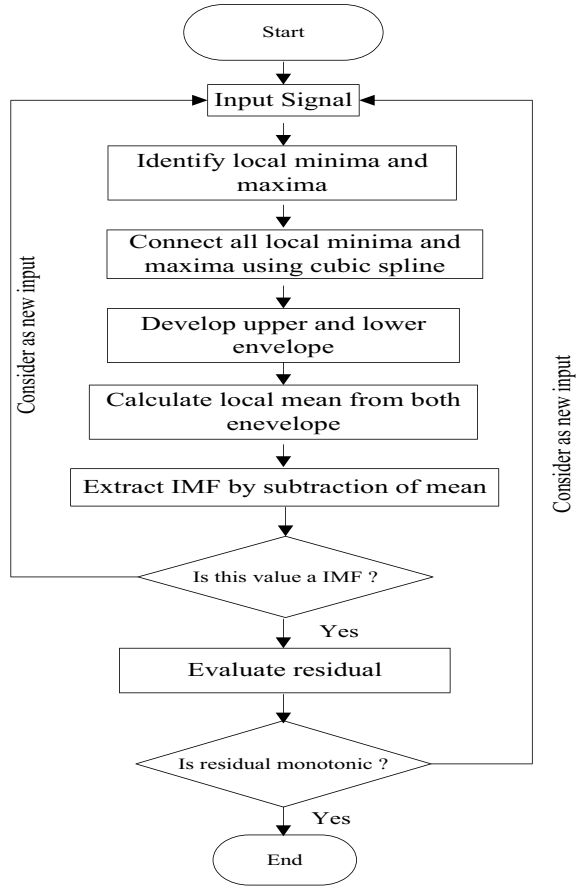 Start
Input Signal
Identify local minima and
maxima
Connect all local minima and
maxima using cubic spline
Develop upper and lower
envelope
Calculate local mean from both
enevelope
Extract IMF by subtraction of mean
Is this value a IMF ?
Consider as new input
Yes
Evaluate residual
Is residual monotonic ?
Consider as new input
Yes
End